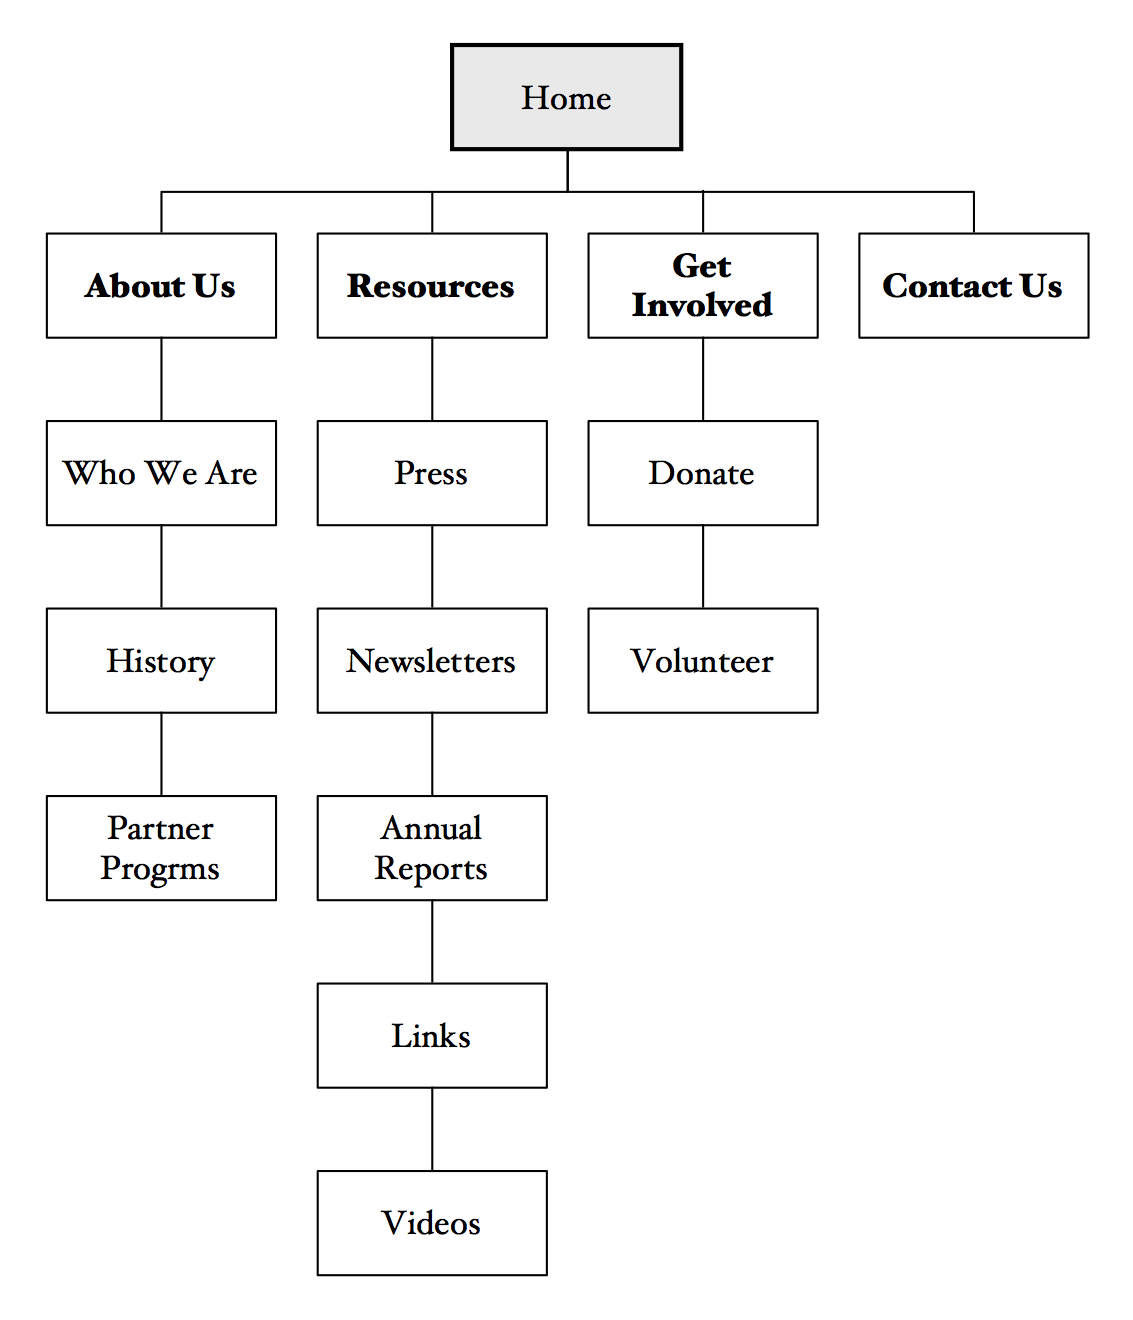 Home
About Us
Resources
Get
Involved
Contact Us
Who We Are
Press
Donate
History
Newsletters
Volunteer
Partner
Progrms
Annual
Reports
Links
Videos